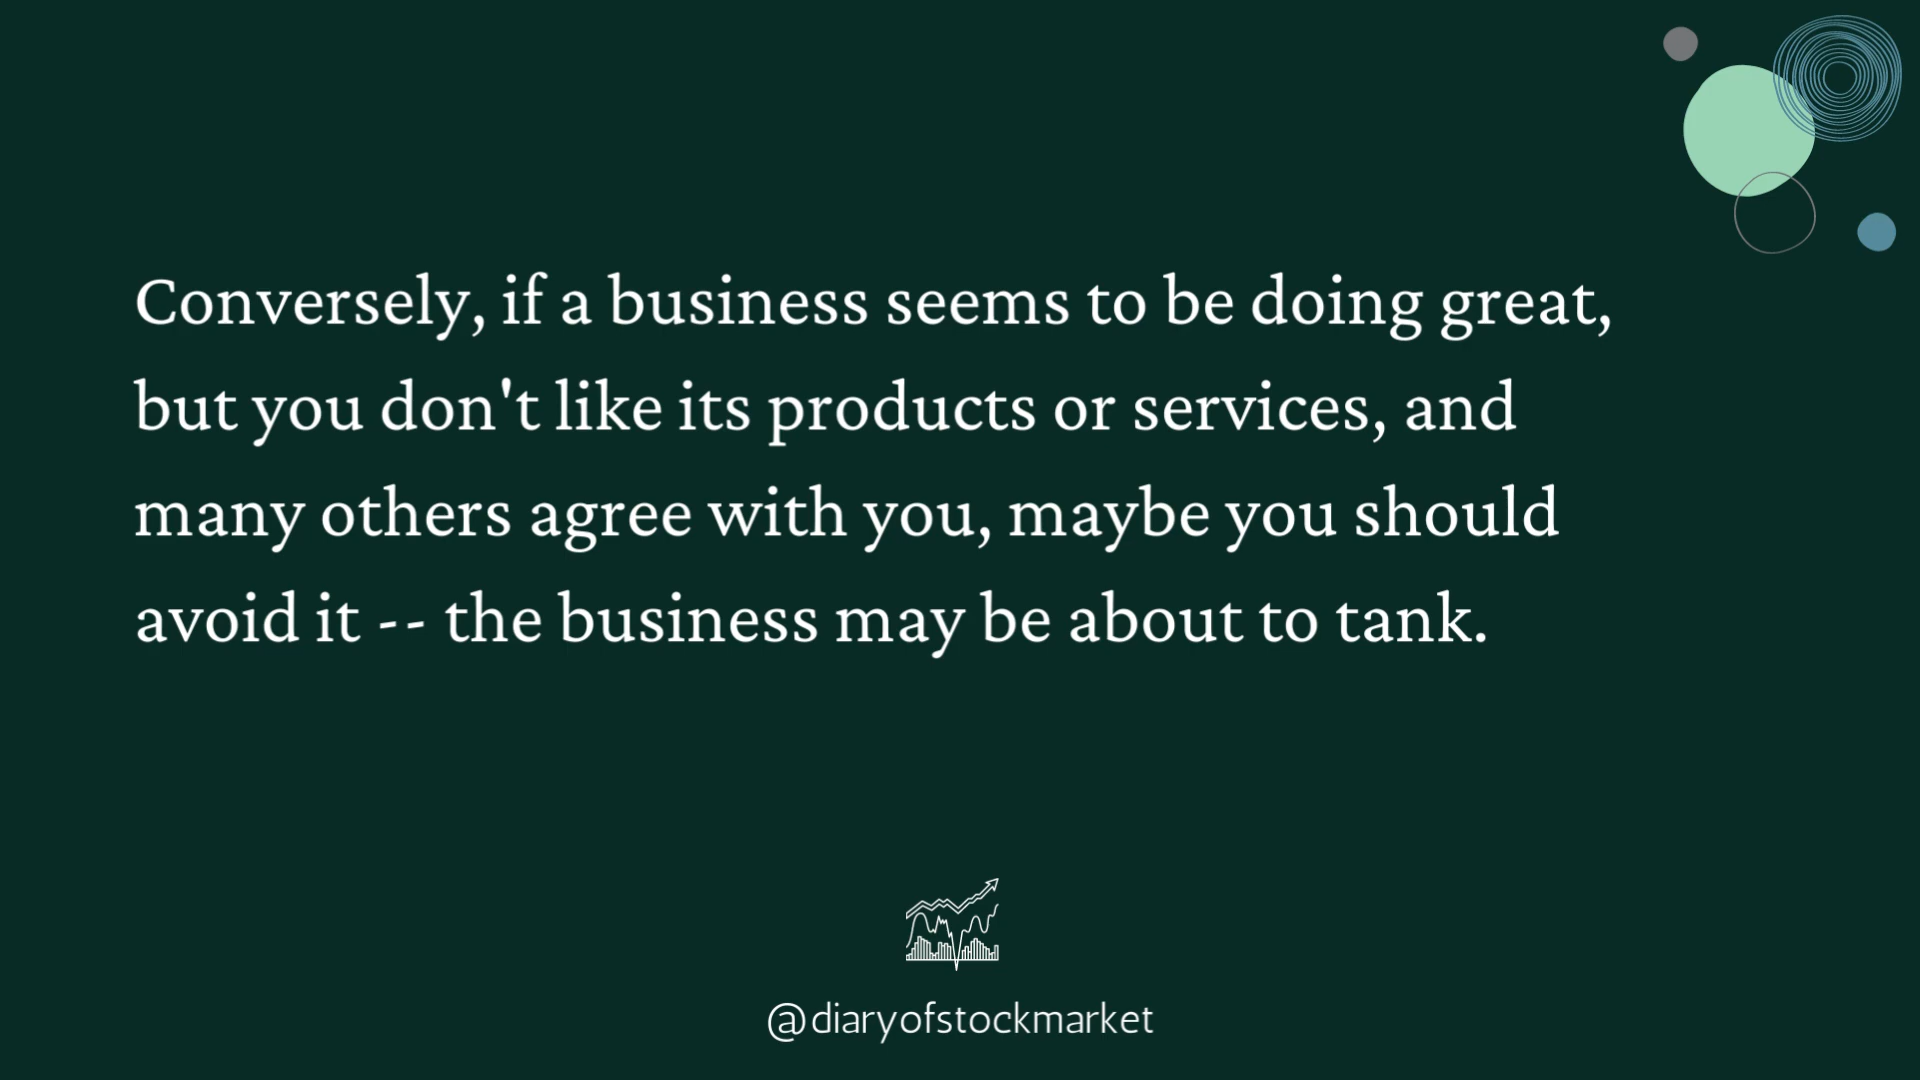 Conversely, if a business seems to be doing great,
but you don't like its products or services, and
many others agree with you, maybe you should
avoid it -- the business may be about to tank.
@diaryofstockmarket